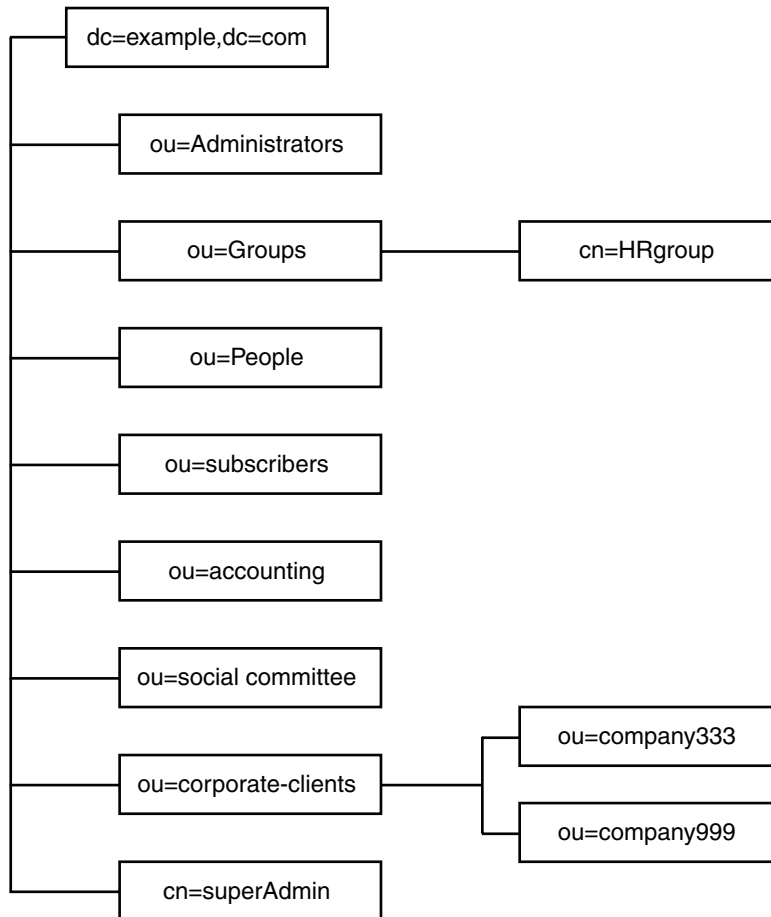 dc=example,dc=com
ou=Administrators
ou=Groups
cn=HRgroup
ou=People
ou=subscribers
ou=accounting
ou=social committee
ou=corporate-clients
ou=company333
ou=company999
cn=superAdmin